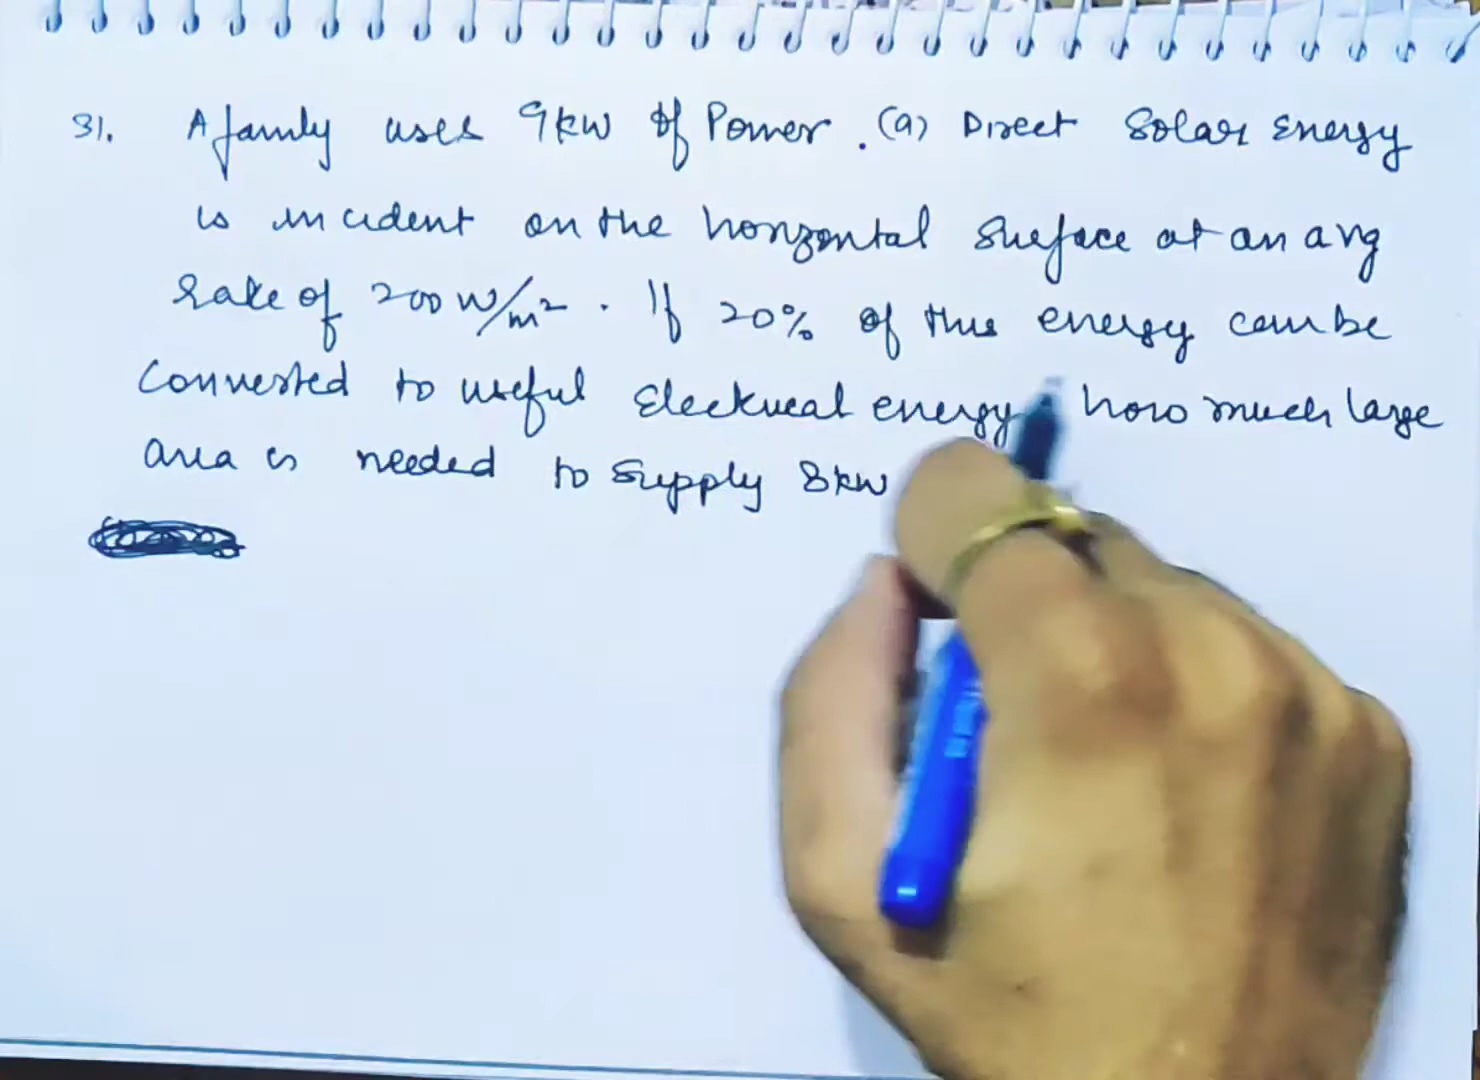 31. A family uses 9kW of Power. (a) Direct Solar Energy
is incident on the horizontal surface at an avg
rate of 200 W/m². If 20% of this energy can be
Converted to useful Electrical energy, how much large
area is needed to supply 8kW